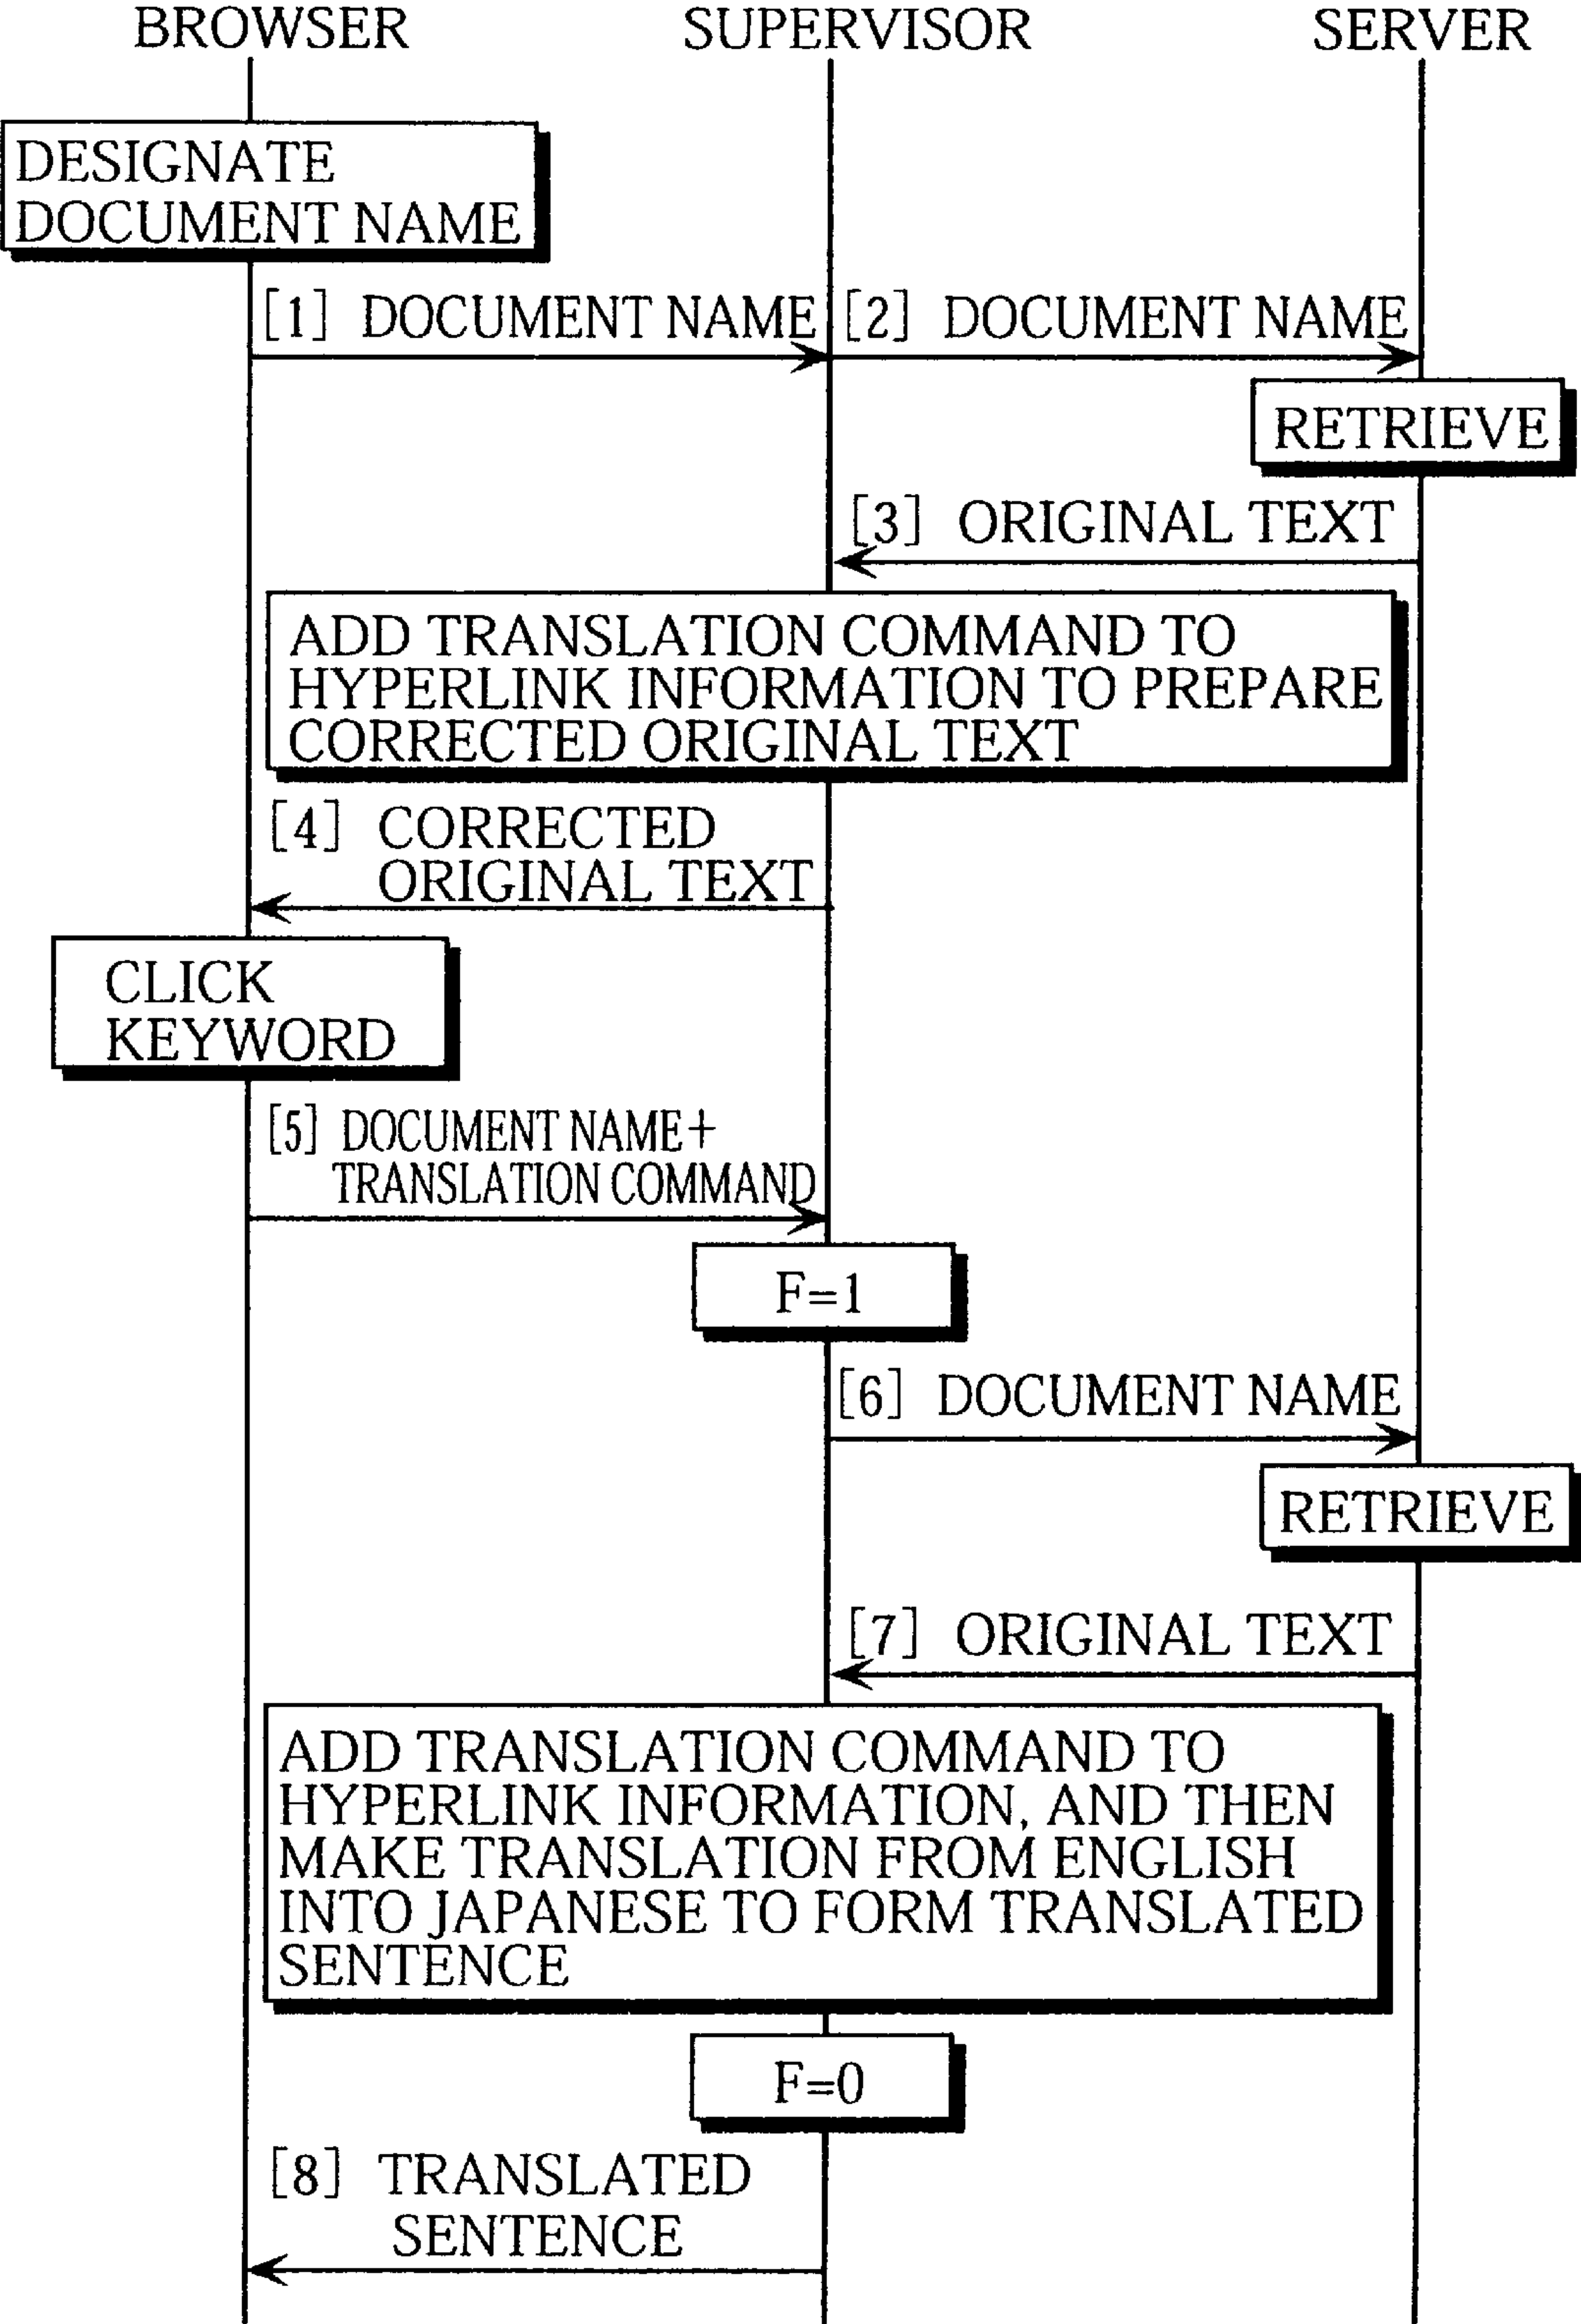 BROWSER SUPERVISOR SERVER
DESIGNATE
DOCUMENT NAME
[1] DOCUMENT NAME [2] DOCUMENT NAME
RETRIEVE
[3] ORIGINAL TEXT
ADD TRANSLATION COMMAND TO
HYPERLINK INFORMATION TO PREPARE
CORRECTED ORIGINAL TEXT
[4] CORRECTED
ORIGINAL TEXT
CLICK
KEYWORD
[5] DOCUMENT NAME+
TRANSLATION COMMAND
F=1
[6] DOCUMENT NAME
RETRIEVE
[7] ORIGINAL TEXT
ADD TRANSLATION COMMAND TO
HYPERLINK INFORMATION, AND THEN
MAKE TRANSLATION FROM ENGLISH
INTO JAPANESE TO FORM TRANSLATED
SENTENCE
F=0
[8] TRANSLATED
SENTENCE